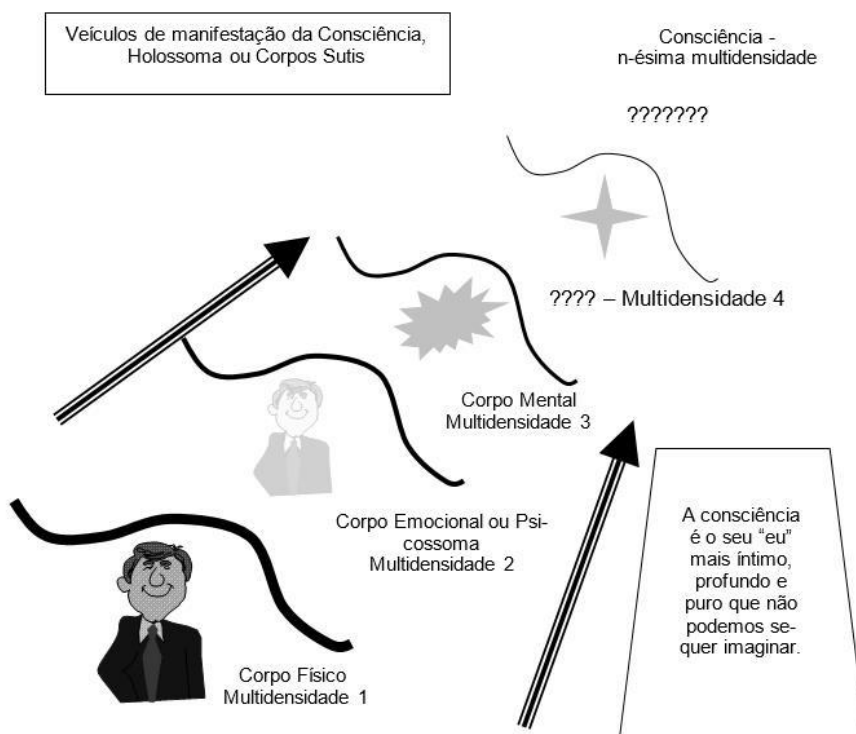 Veículos de manifestação da Consciência,
Holossoma ou Corpos Sutis
Consciência -
n-ésima multidensidade
???????
???? – Multidensidade 4
Corpo Mental
Multidensidade 3
Corpo Emocional ou Psi-
cossoma
Multidensidade 2
Corpo Físico
Multidensidade 1
A consciência
é o seu “eu”
mais íntimo,
profundo e
puro que não
podemos se-
quer imaginar.